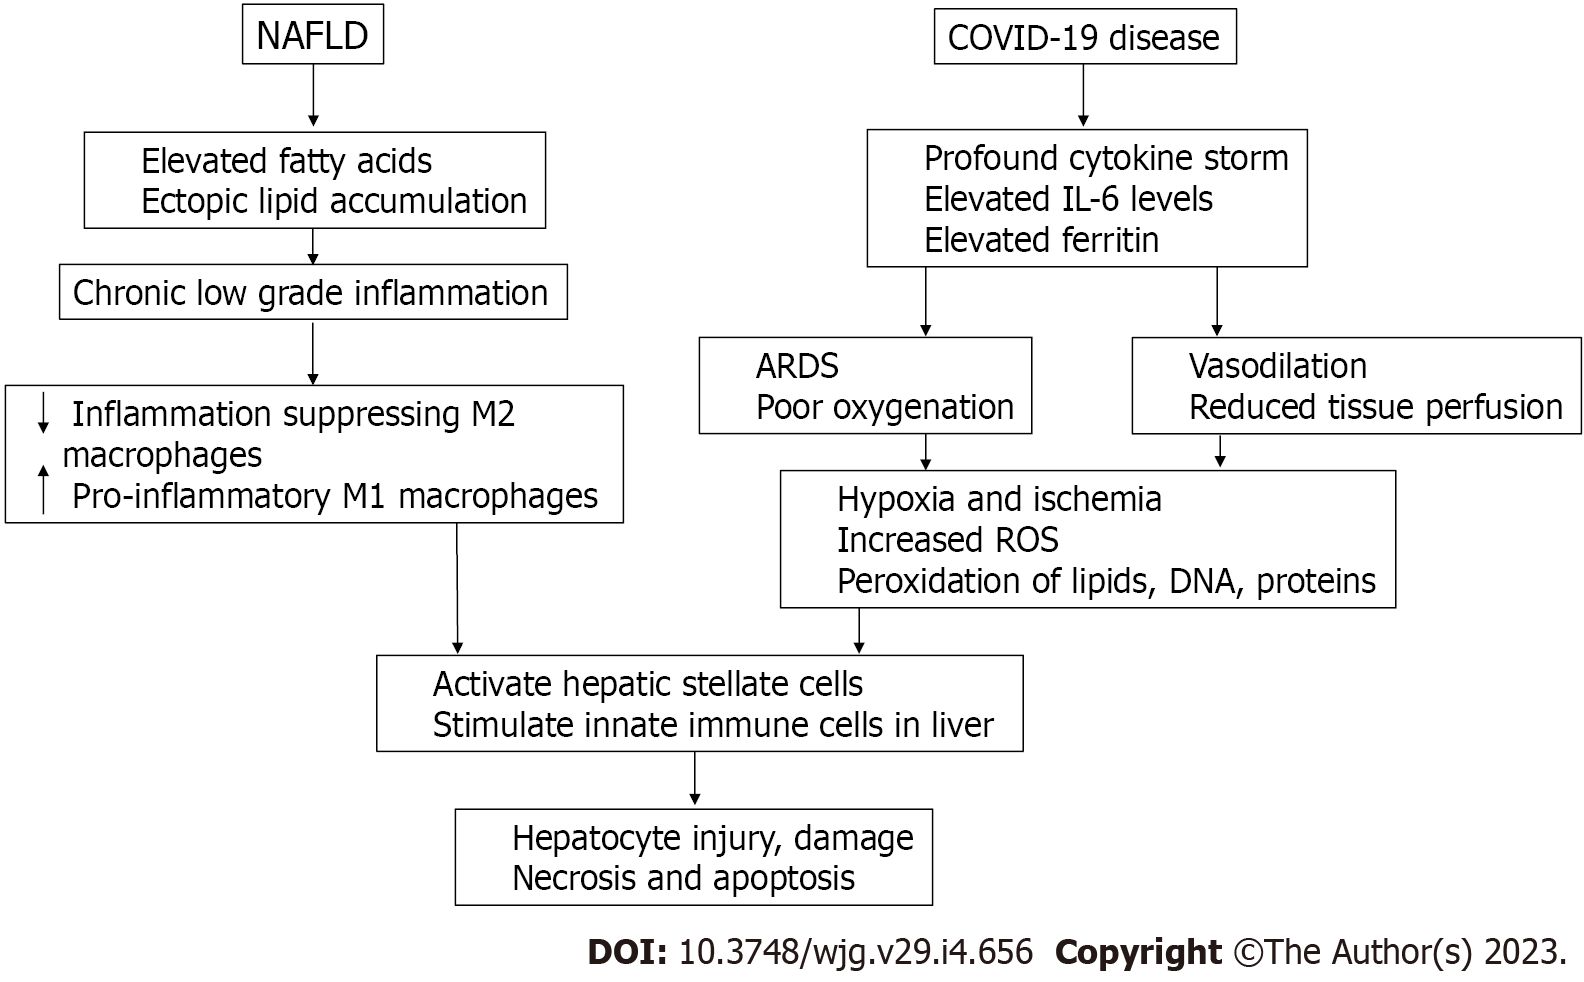 NAFLD
Elevated fatty acids
Ectopic lipid accumulation
Chronic low grade inflammation
↓ Inflammation suppressing M2
macrophages
↑ Pro-inflammatory M1 macrophages
COVID-19 disease
Profound cytokine storm
Elevated IL-6 levels
Elevated ferritin
ARDS
Poor oxygenation
Vasodilation
Reduced tissue perfusion
Hypoxia and ischemia
Increased ROS
Peroxidation of lipids, DNA, proteins
Activate hepatic stellate cells
Stimulate innate immune cells in liver
Hepatocyte injury, damage
Necrosis and apoptosis
DOI: 10.3748/wjg.v29.i4.656 Copyright ©The Author(s) 2023.